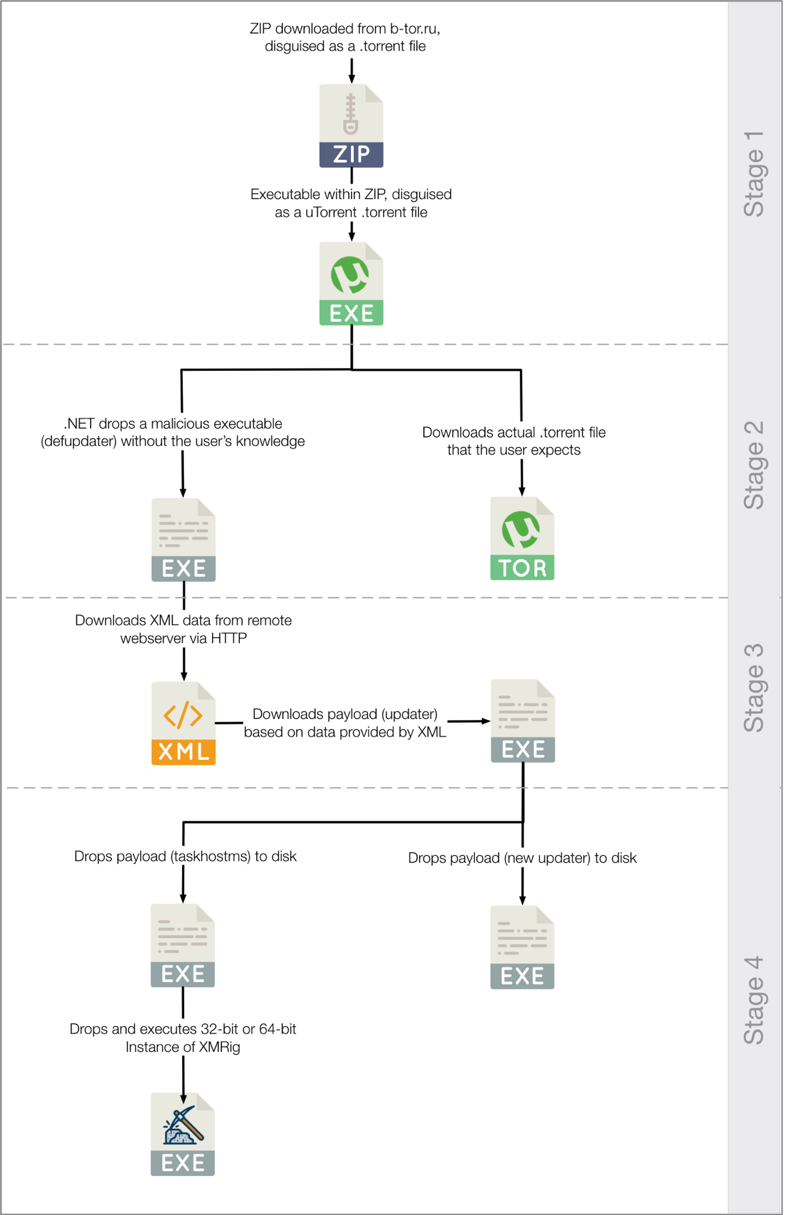 ZIP downloaded from b-tor.ru,
disguised as a .torrent file
ZIP
Executable within ZIP, disguised
as a uTorrent .torrent file
µ
EXE
Stage 1
.NET drops a malicious executable
(defupdater) without the user's knowledge
Downloads actual .torrent file
that the user expects
EXE
µ
TOR
Stage 2
Downloads XML data from remote
webserver via HTTP
</>
XML
Downloads payload (updater)
based on data provided by XML
EXE
Stage 3
Drops payload (taskhostms) to disk
Drops payload (new updater) to disk
EXE
EXE
Drops and executes 32-bit or 64-bit
Instance of XMRig
EXE
Stage 4